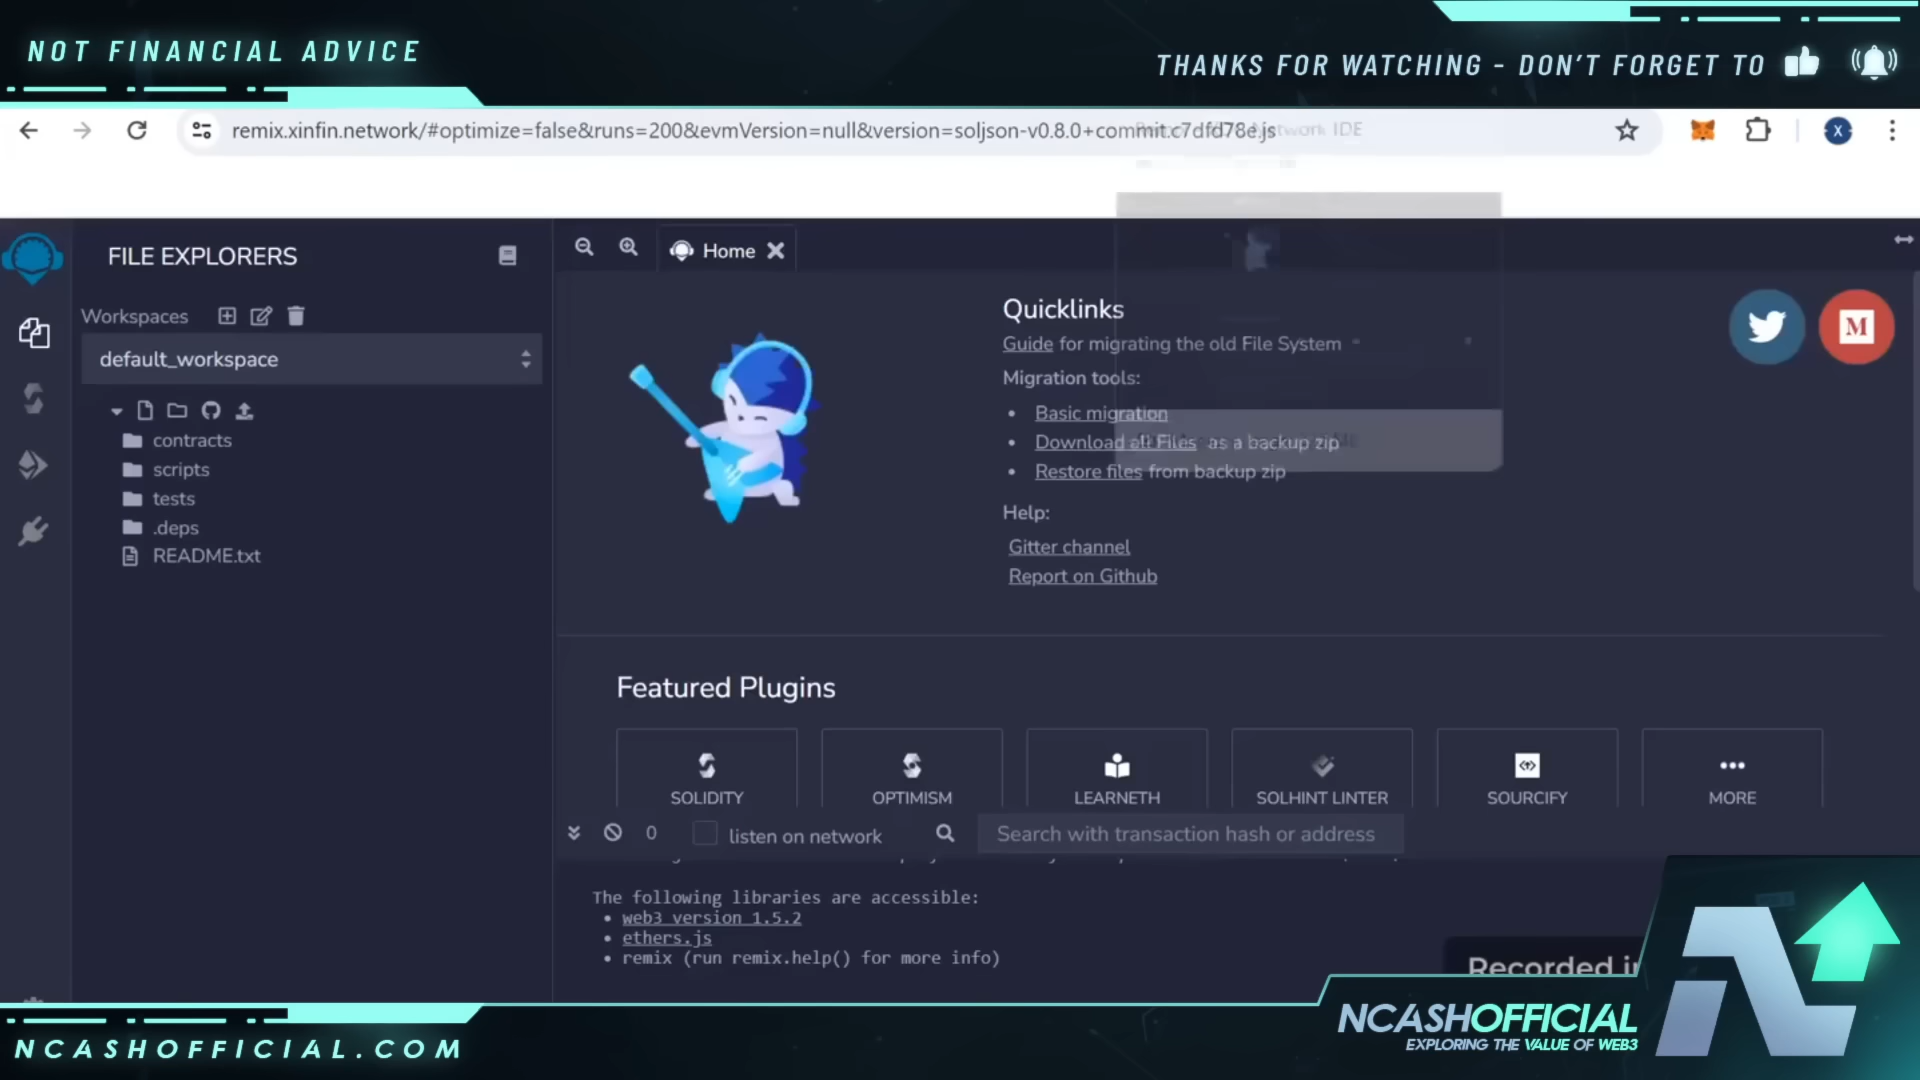 NOT FINANCIAL ADVICE
THANKS FOR WATCHING - DON'T FORGET TO
remix.xinfin.network/#optimize=false&runs=200&evmVersion=null&version=soljson-v0.8.0+commit.c7dfd78e.js
X
FILE EXPLORERS
Home
Workspaces
default_workspace
contracts
scripts
tests
.deps
README.txt
Quicklinks
Guide for migrating the old File System
Migration tools:
• Basic migration
• Download all Files as a backup zip
• Restore files from backup zip
Help:
Gitter channel
Report on Github
M
Featured Plugins
SOLIDITY
OPTIMISM
LEARNETH
SOLHINT LINTER
SOURCIFY
MORE
0
listen on network
Search with transaction hash or address
The following libraries are accessible:
• web3 version 1.5.2
• ethers.js
• remix (run remix.help() for more info)
Recorded in
NCASHOFFICIAL
EXPLORING THE VALUE OF WEB3
NCASHOFFICIAL.COM